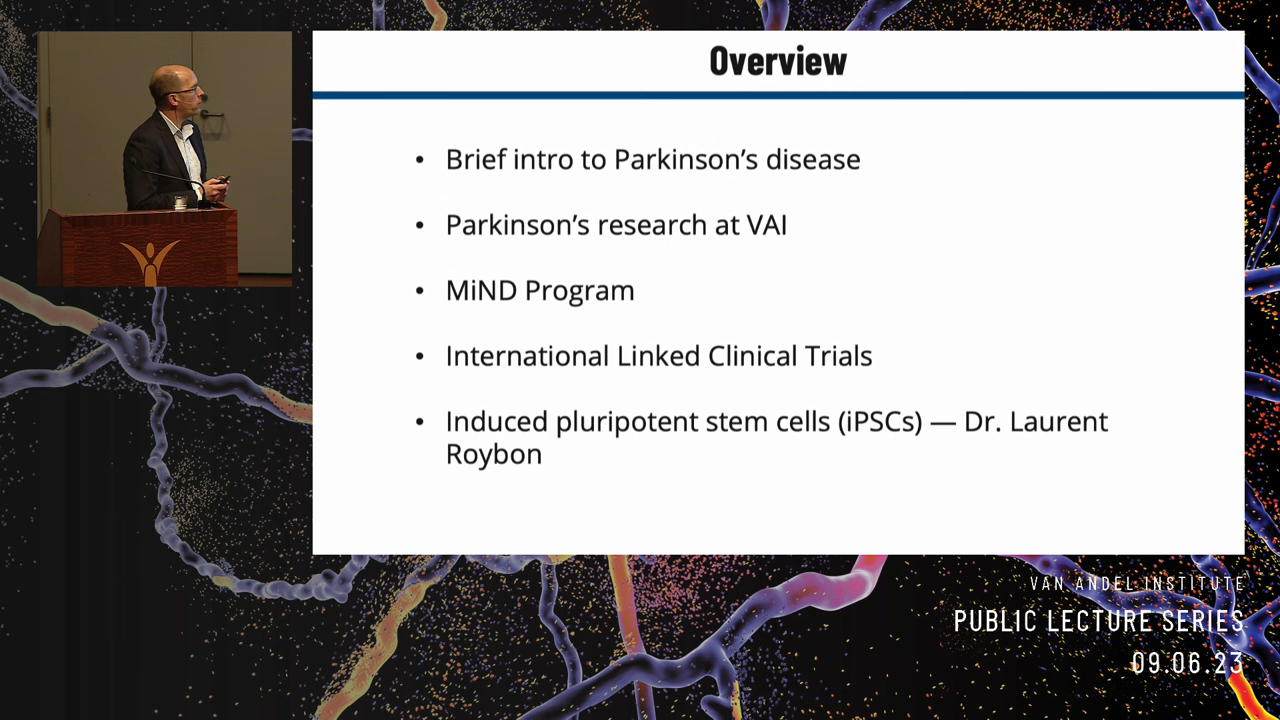 Overview
• Brief intro to Parkinson’s disease
• Parkinson’s research at VAI
• MiND Program
• International Linked Clinical Trials
• Induced pluripotent stem cells (iPSCs) — Dr. Laurent
Roybon
VAN ANDEL INSTITUTE
PUBLIC LECTURE SERIES
09.06.23